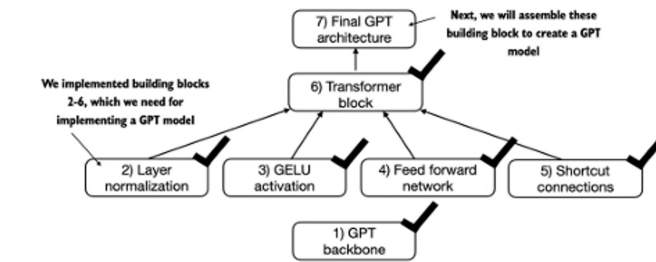 7) Final GPT
architecture
Next, we will assemble these
building block to create a GPT
model
We implemented building blocks
2-6, which we need for
implementing a GPT model
6) Transformer
block
2) Layer
normalization
3) GELU
activation
4) Feed forward
network
5) Shortcut
connections
1) GPT
backbone